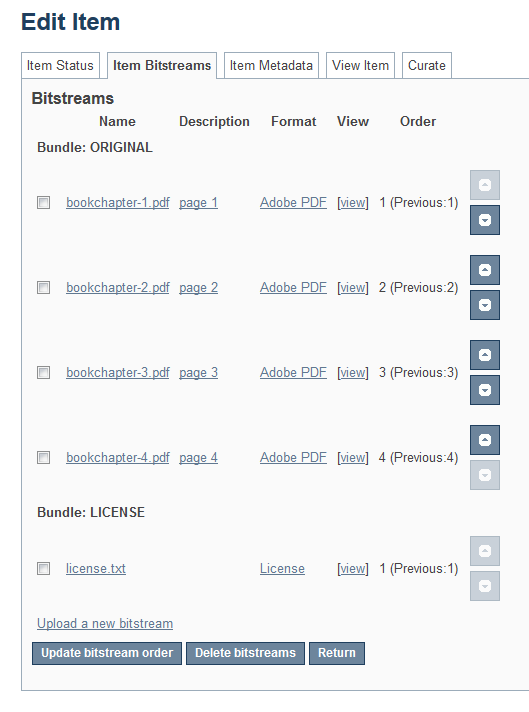 Edit Item
Item Status Item Bitstreams Item Metadata View Item Curate
Bitstreams
Name Description Format View Order
Bundle: ORIGINAL
bookchapter-1.pdf page 1 Adobe PDF [view] 1 (Previous:1)
bookchapter-2.pdf page 2 Adobe PDF [view] 2 (Previous:2)
bookchapter-3.pdf page 3 Adobe PDF [view] 3 (Previous:3)
bookchapter-4.pdf page 4 Adobe PDF [view] 4 (Previous:4)
Bundle: LICENSE
license.txt License [view] 1 (Previous:1)
Upload a new bitstream
Update bitstream order Delete bitstreams Return